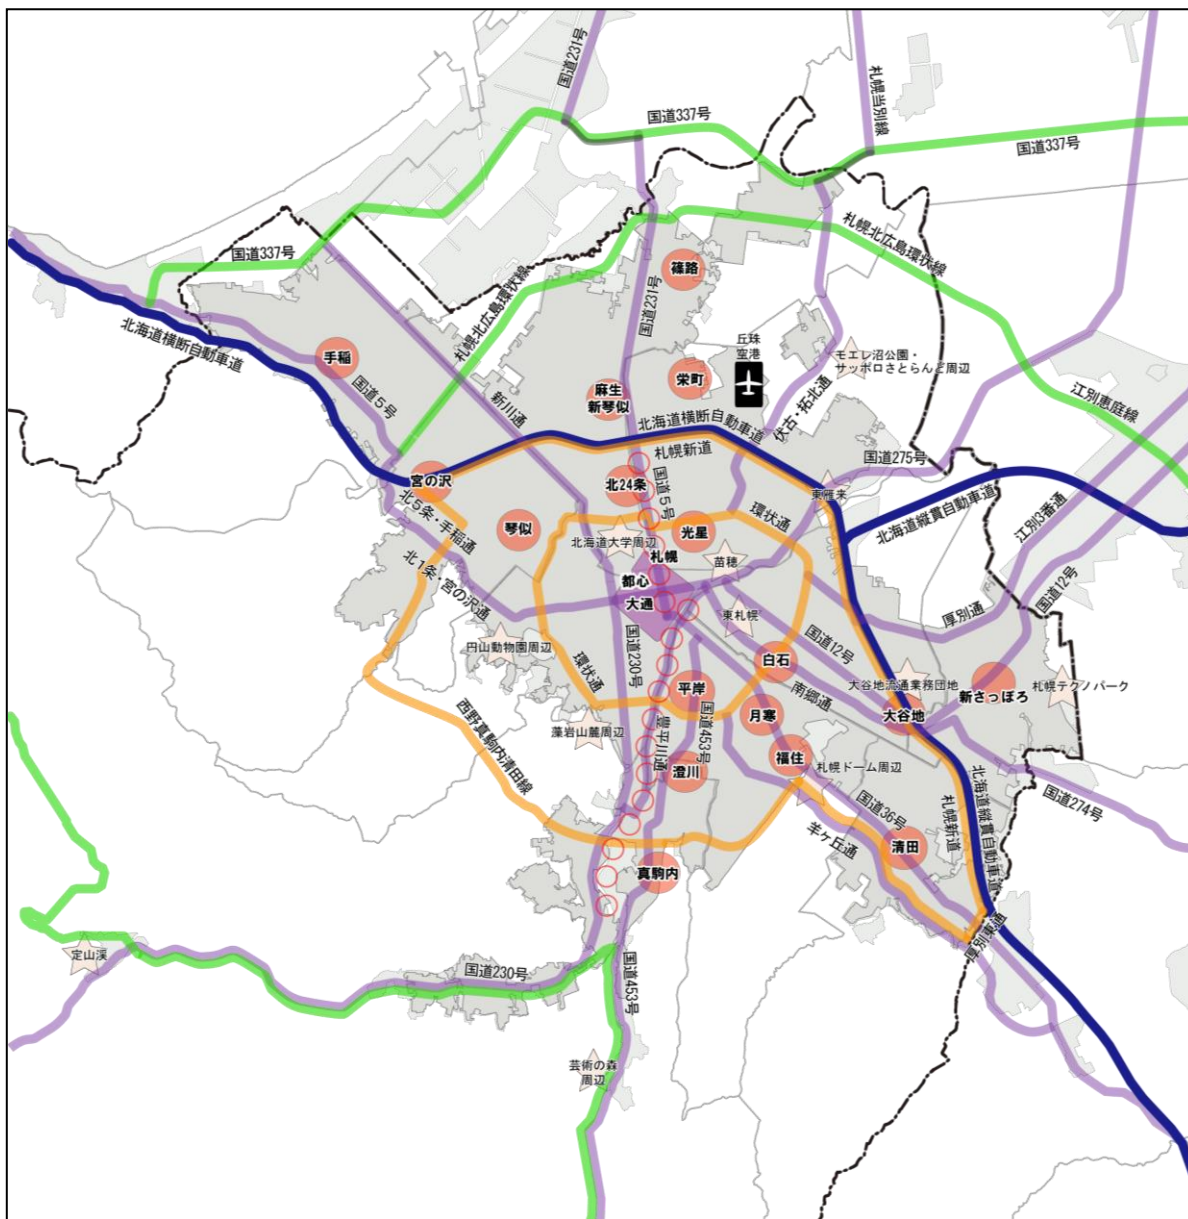 国道231号
札幌当別線
国道337号
国道337号
国道337号
札幌北広島環状線
札幌北広島環状線
国道231号
篠路
北海道横断自動車道
手稲
国道5号
新川通
麻生
新琴似
栄町
丘珠
空港
モエレ沼公園・
サッポロさとらんど周辺
伏古・拓北通
江別恵庭線
北海道横断自動車道
札幌新道
国道275号
宮の沢
北24条
国道5号
東雁来
北海道縦貫自動車道
江別3番通
国道12号
北5条・手稲通
琴似
北海道大学周辺
光星
環状通
札幌
苗穂
都心
大通
北1条・宮の沢通
東札幌
厚別通
円山動物園周辺
環状通
国道230号
白石
国道12号
南郷通
大谷地流通業務団地
新さっぽろ
札幌テクノパーク
平岸
月寒
大谷地
西野真駒内清田線
藻岩山麓周辺
豊平川通
国道453号
澄川
福住
札幌ドーム周辺
国道36号
羊ケ丘通
清田
札幌新道
北海道縦貫自動車道
国道274号
真駒内
厚別東通
定山渓
国道230号
国道453号
芸術の森
周辺